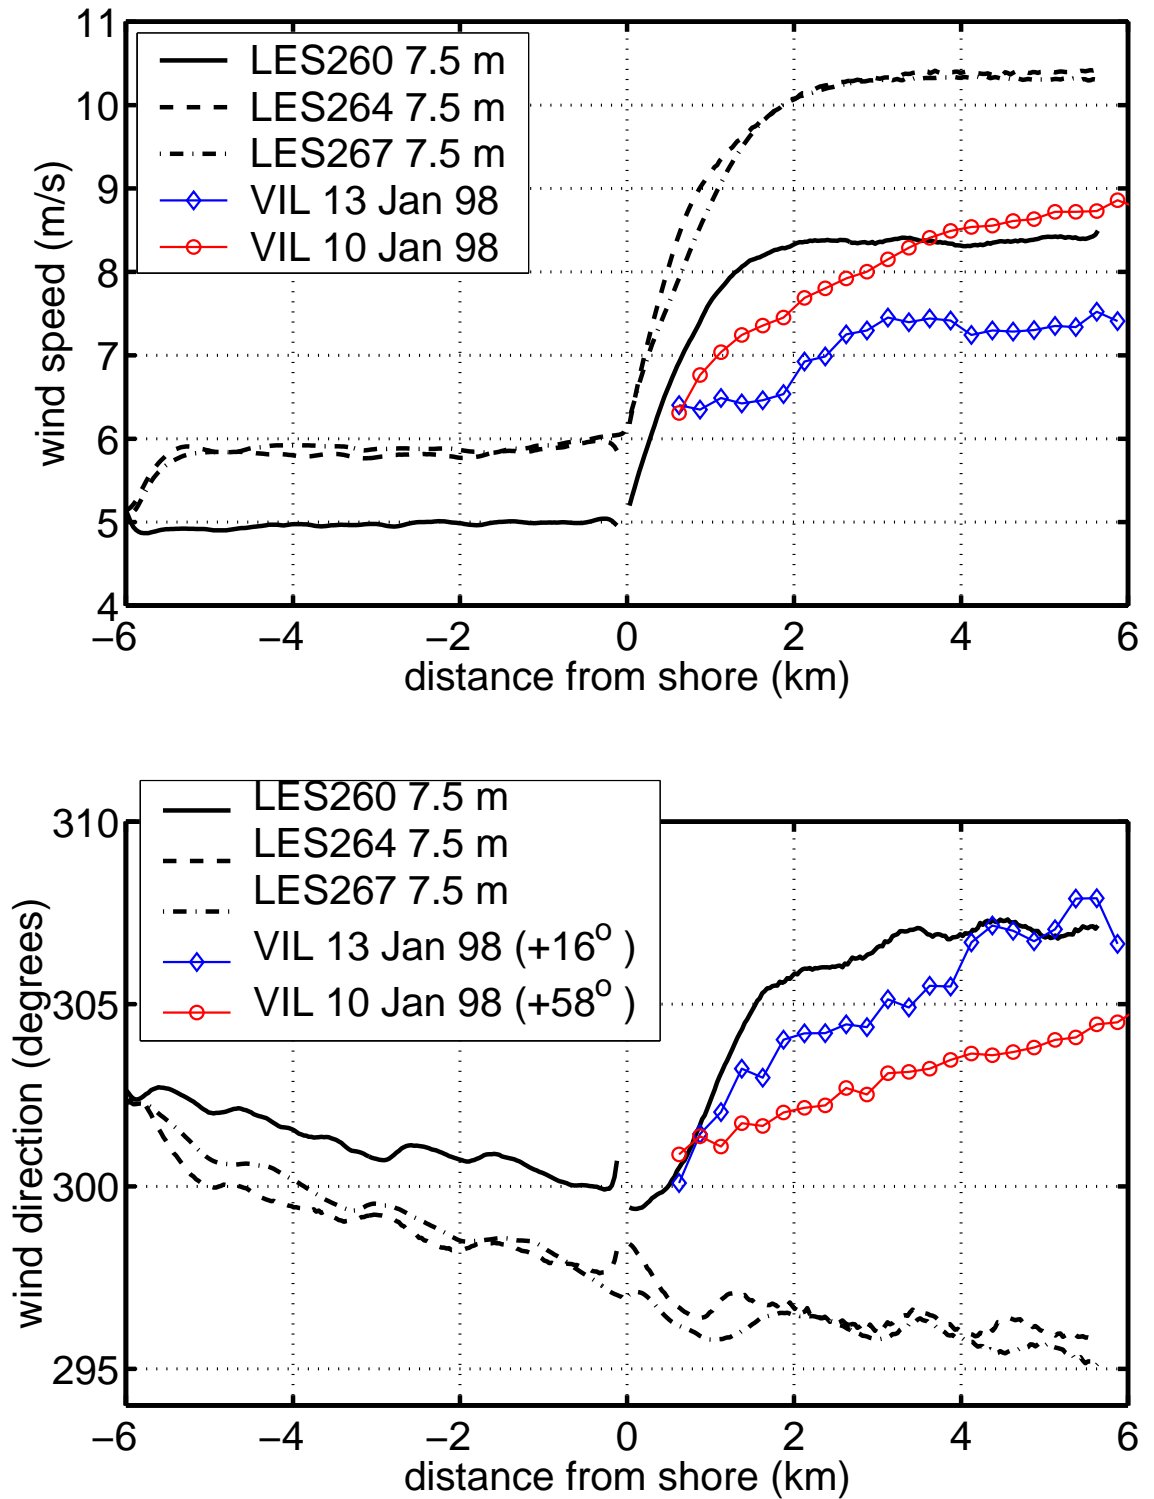 11
10
9
8
7
6
5
4
wind speed (m/s)
LES260 7.5 m
LES264 7.5 m
LES267 7.5 m
VIL 13 Jan 98
VIL 10 Jan 98
−6 −4 −2 0 2 4 6
distance from shore (km)
310
305
300
295
wind direction (degrees)
LES260 7.5 m
LES264 7.5 m
LES267 7.5 m
VIL 13 Jan 98 (+16° )
VIL 10 Jan 98 (+58° )
−6 −4 −2 0 2 4 6
distance from shore (km)